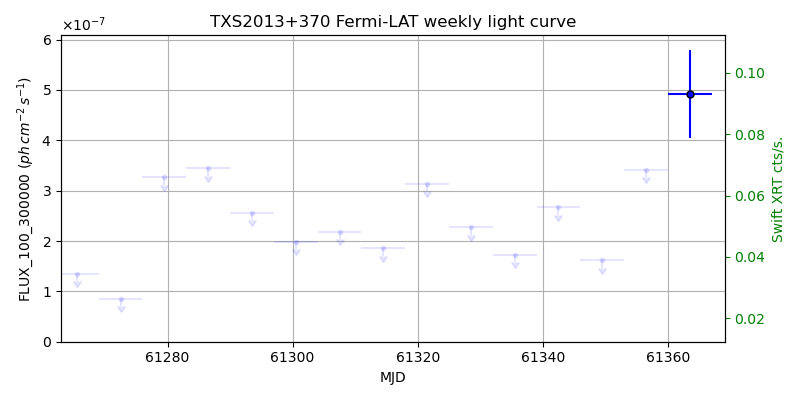 TXS2013+370 Fermi-LAT weekly light curve
×10⁻⁷
FLUX_100_300000 (ph cm⁻² s⁻¹)
6
5
4
3
2
1
0
0.10
0.08
0.06
0.04
0.02
Swift XRT cts/s.
61280 61300 61320 61340 61360
MJD